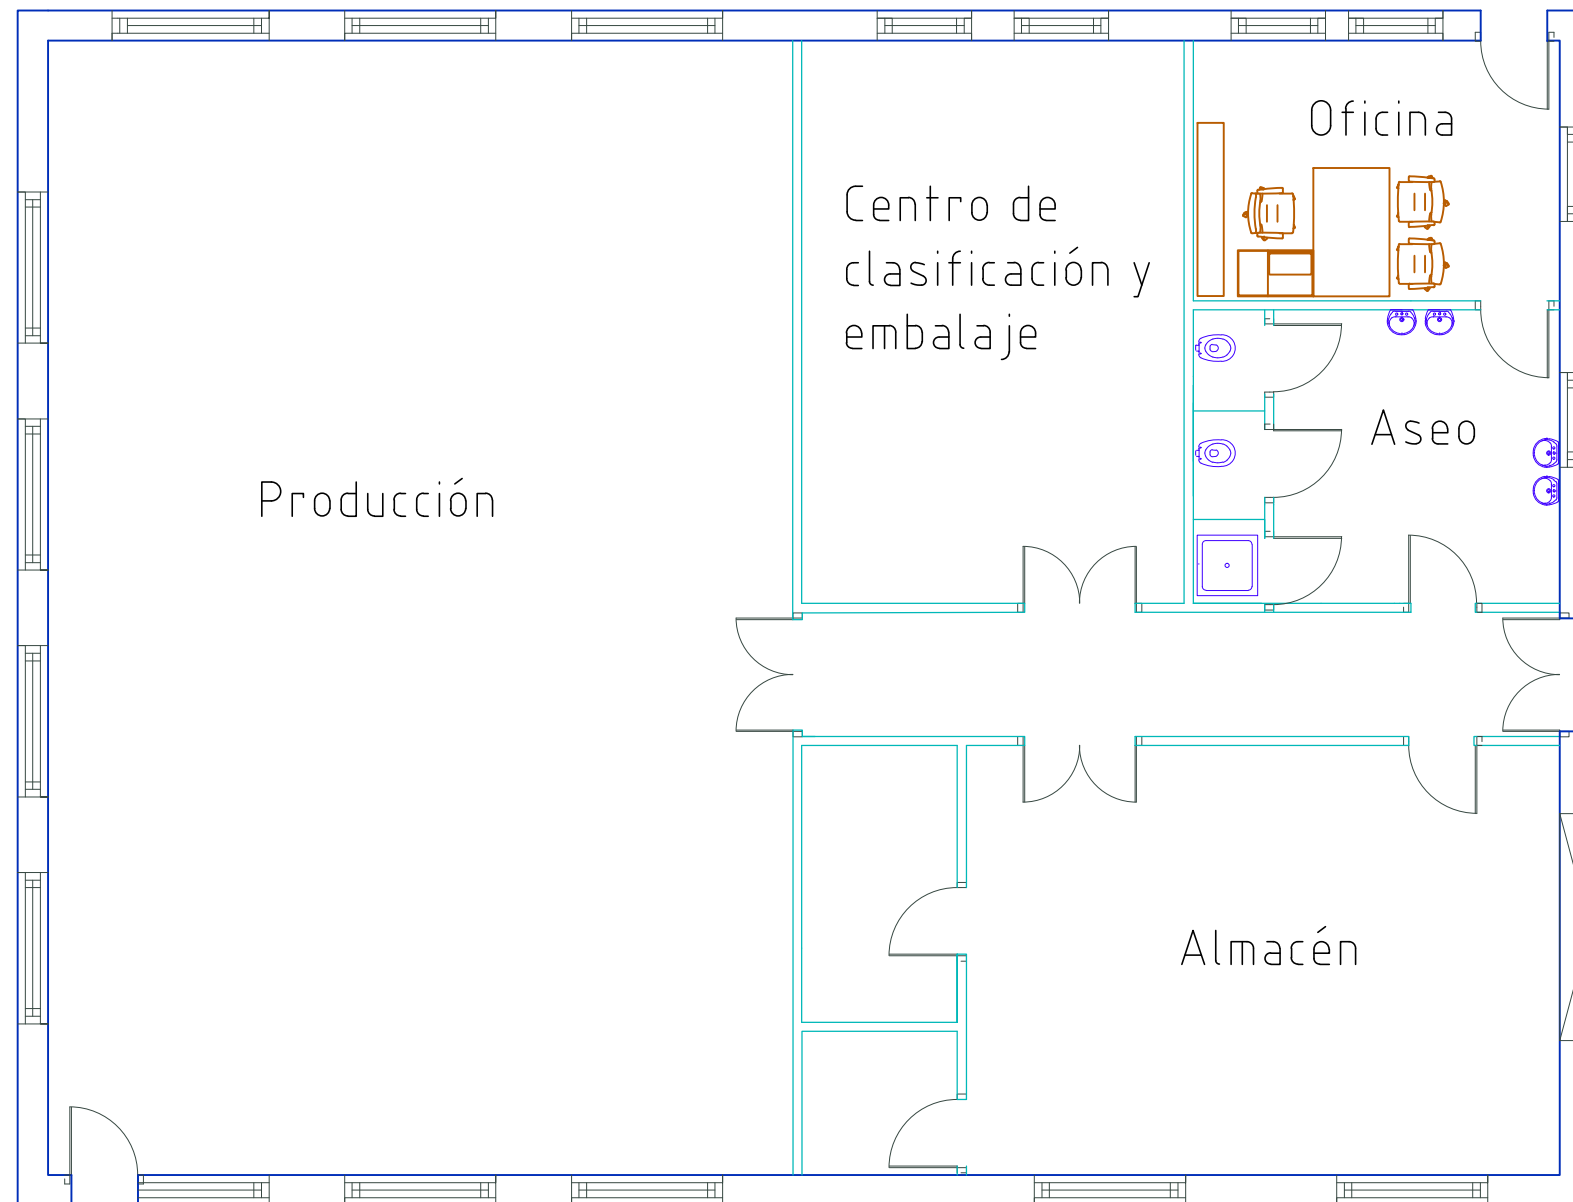 Oficina
Centro de
clasificación y
embalaje
Aseo
Producción
Almacén